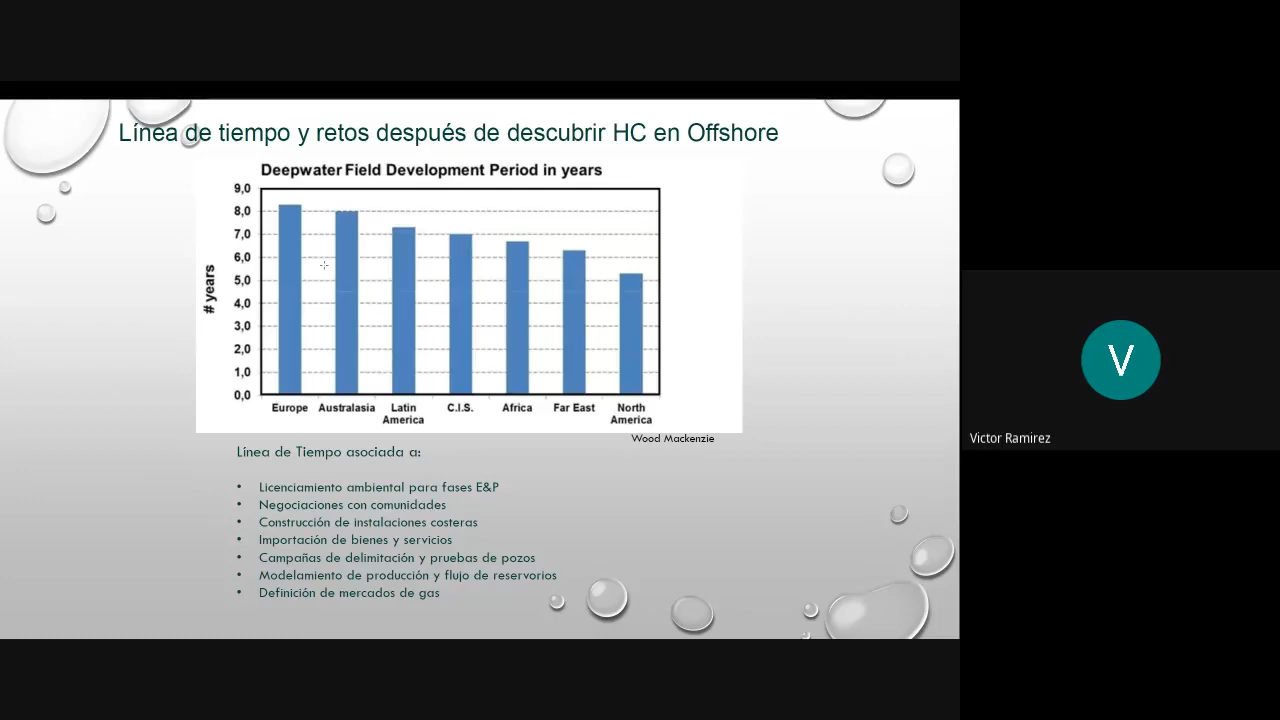 Línea de tiempo y retos después de descubrir HC en Offshore
Deepwater Field Development Period in years
9,0
8,0
7,0
6,0
5,0
4,0
3,0
2,0
1,0
0,0
# years
Europe
Australasia
Latin
America
C.I.S.
Africa
Far East
North
America
Wood Mackenzie
Línea de Tiempo asociada a:
• Licenciamiento ambiental para fases E&P
• Negociaciones con comunidades
• Construcción de instalaciones costeras
• Importación de bienes y servicios
• Campañas de delimitación y pruebas de pozos
• Modelamiento de producción y flujo de reservorios
• Definición de mercados de gas
V
Victor Ramirez